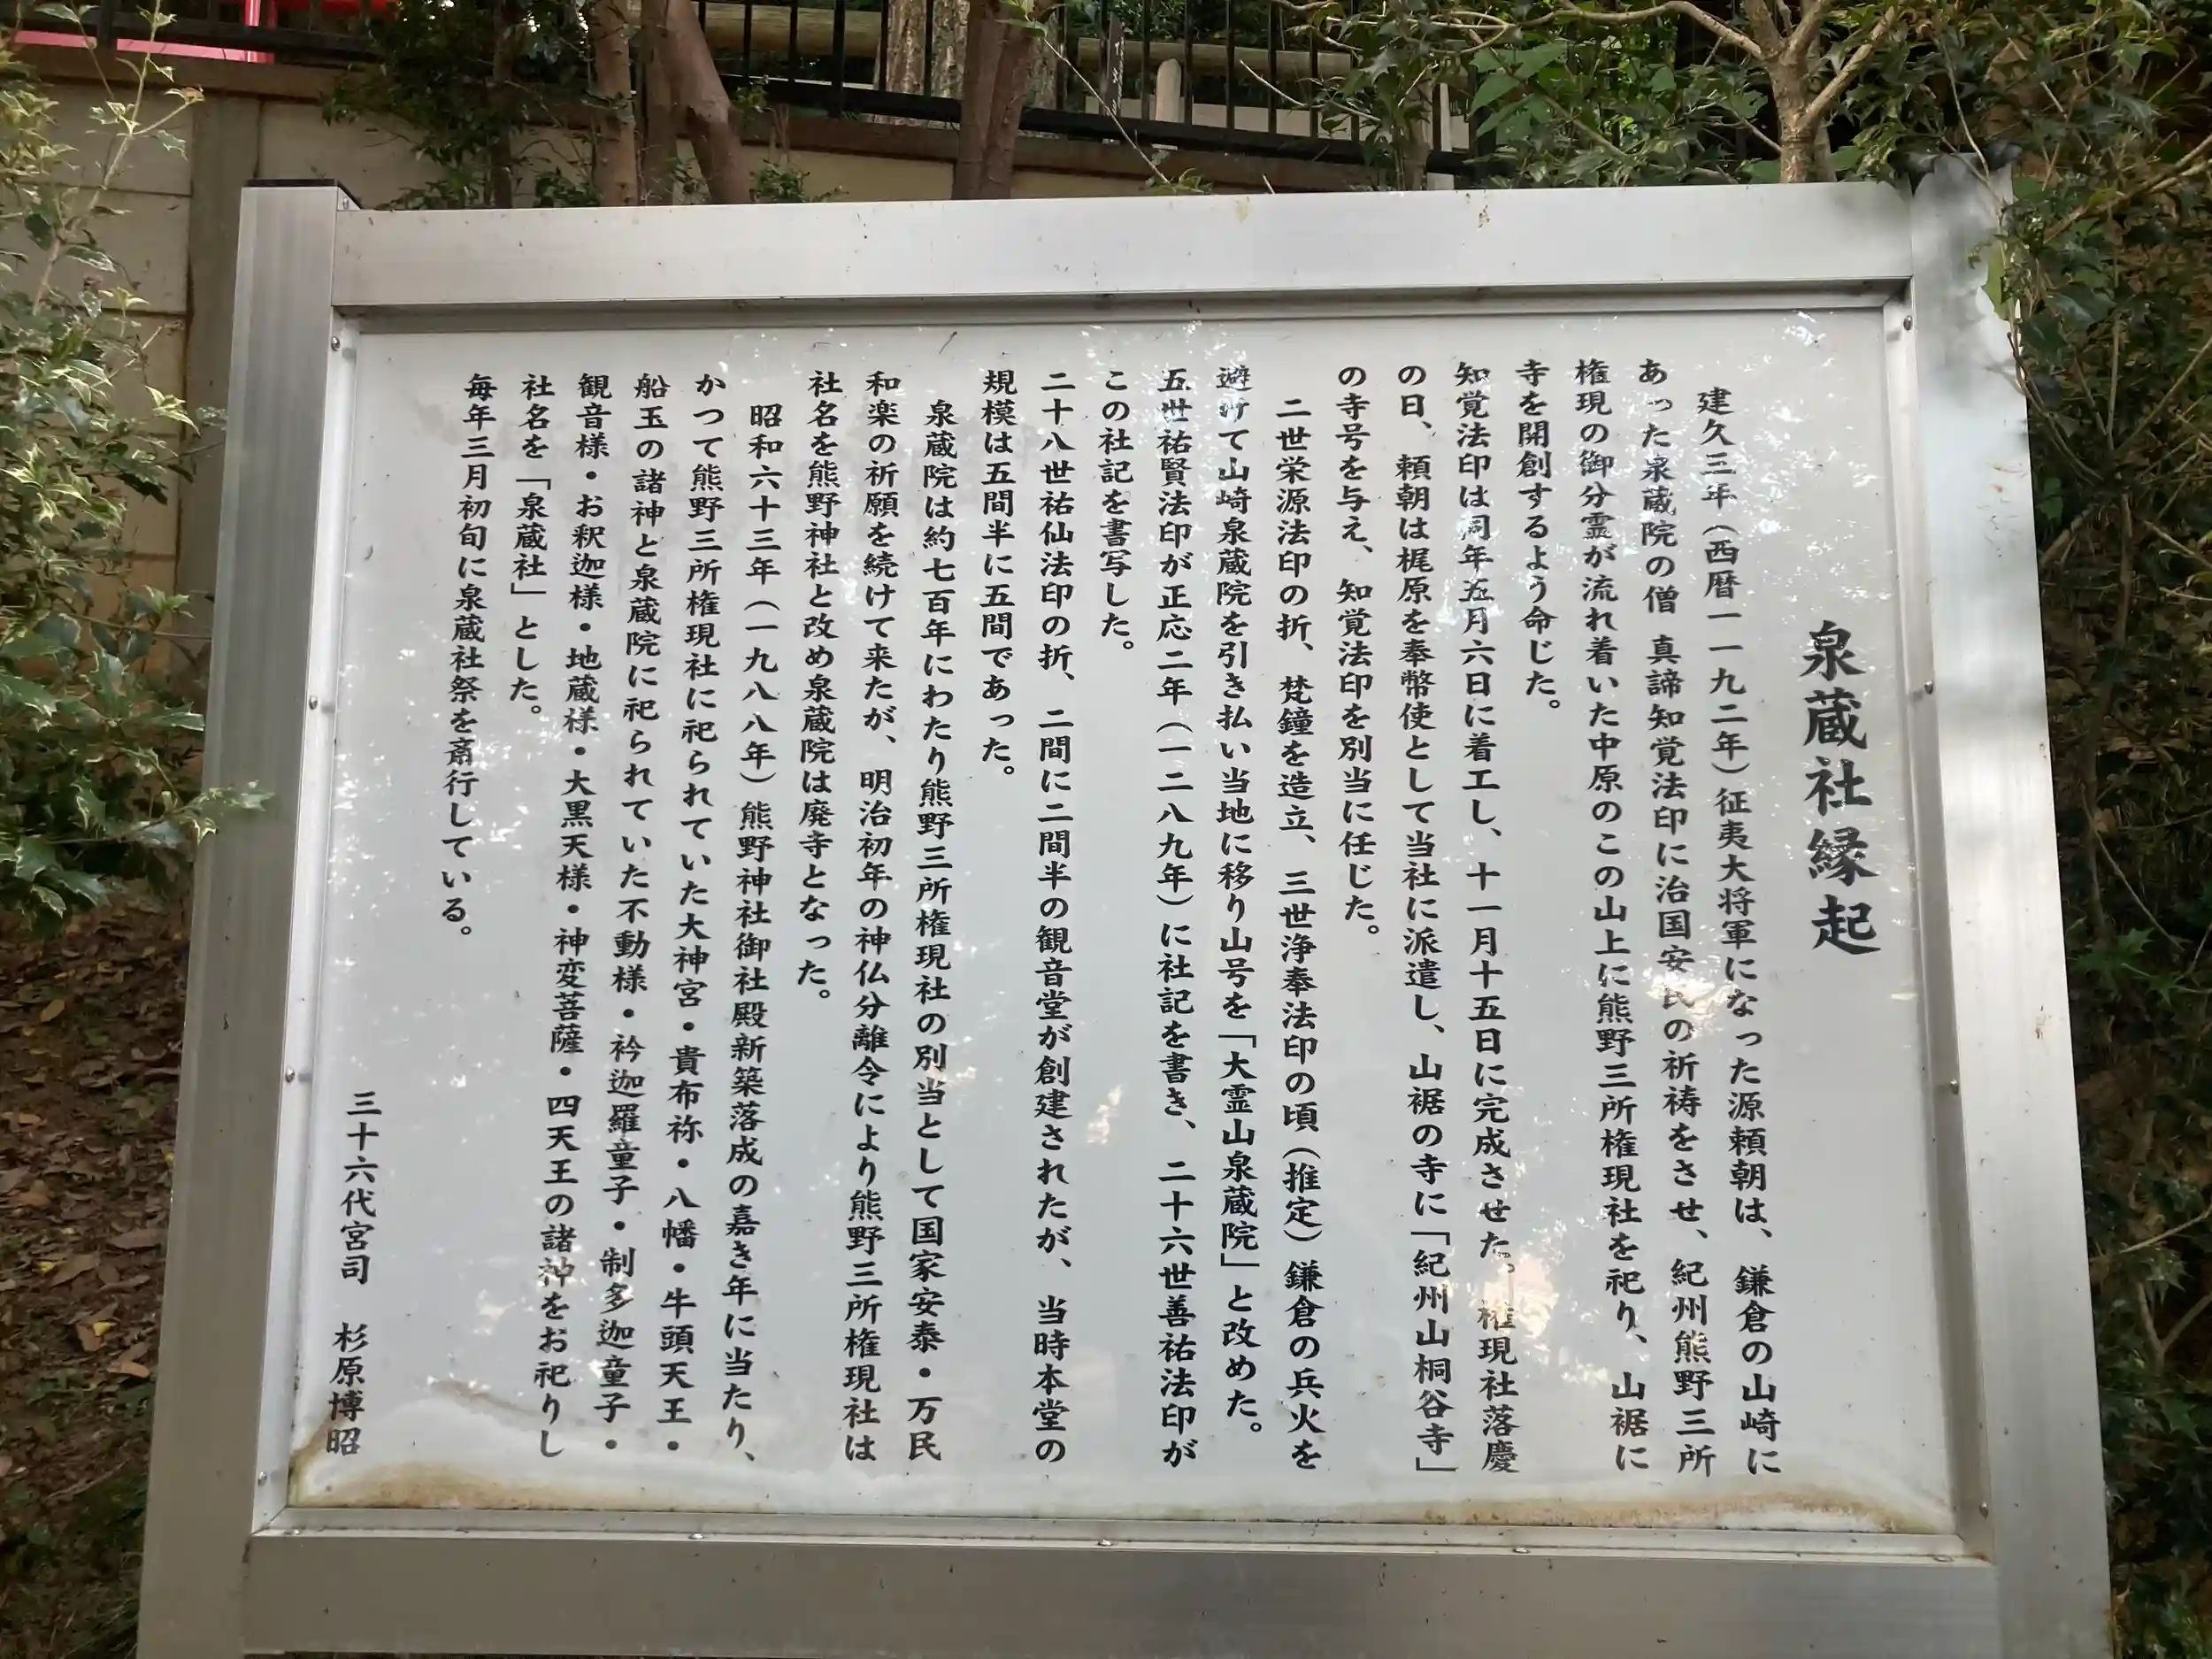 泉蔵社縁起
建久三年（西暦一一九二年）征夷大将軍になった源頼朝は、鎌倉の山崎に
あった泉蔵院の僧 真諦知覚法印に治国安民の祈祷をさせ、紀州熊野三所
権現の御分霊が流れ着いた中原のこの山上に熊野三所権現社を祀り、山裾に
寺を開創するよう命じた。
知覚法印は同年五月六日に着工し、十一月十五日に完成させた。権現社落慶
の日、頼朝は梶原を奉幣使として当社に派遣し、山裾の寺に「紀州山桐谷寺」
の寺号を与え、知覚法印を別当に任じた。
二世栄源法印の折、梵鐘を造立、三世浄奉法印の頃（推定）鎌倉の兵火を
避けて山崎泉蔵院を引き払い当地に移り山号を「大霊山泉蔵院」と改めた。
五世祐賢法印が正応二年（一二八九年）に社記を書き、二十六世善祐法印が
この社記を書写した。
二十八世祐仙法印の折、二間に二間半の観音堂が創建されたが、当時本堂の
規模は五間半に五間であった。
泉蔵院は約七百年にわたり熊野三所権現社の別当として国家安泰・万民
和楽の祈願を続けて来たが、明治初年の神仏分離令により熊野三所権現社は
社名を熊野神社と改め泉蔵院は廃寺となった。
昭和六十三年（一九八八年）熊野神社御社殿新築落成の嘉き年に当たり、
かつて熊野三所権現社に祀られていた大神宮・貴布祢・八幡・牛頭天王・
船玉の諸神と泉蔵院に祀られていた不動様・衿迦羅童子・制多迦童子・
観音様・お釈迦様・地蔵様・大黒天様・神変菩薩・四天王の諸神をお祀りし
社名を「泉蔵社」とした。
毎年三月初旬に泉蔵社祭を斎行している。
三十六代宮司 杉原博昭